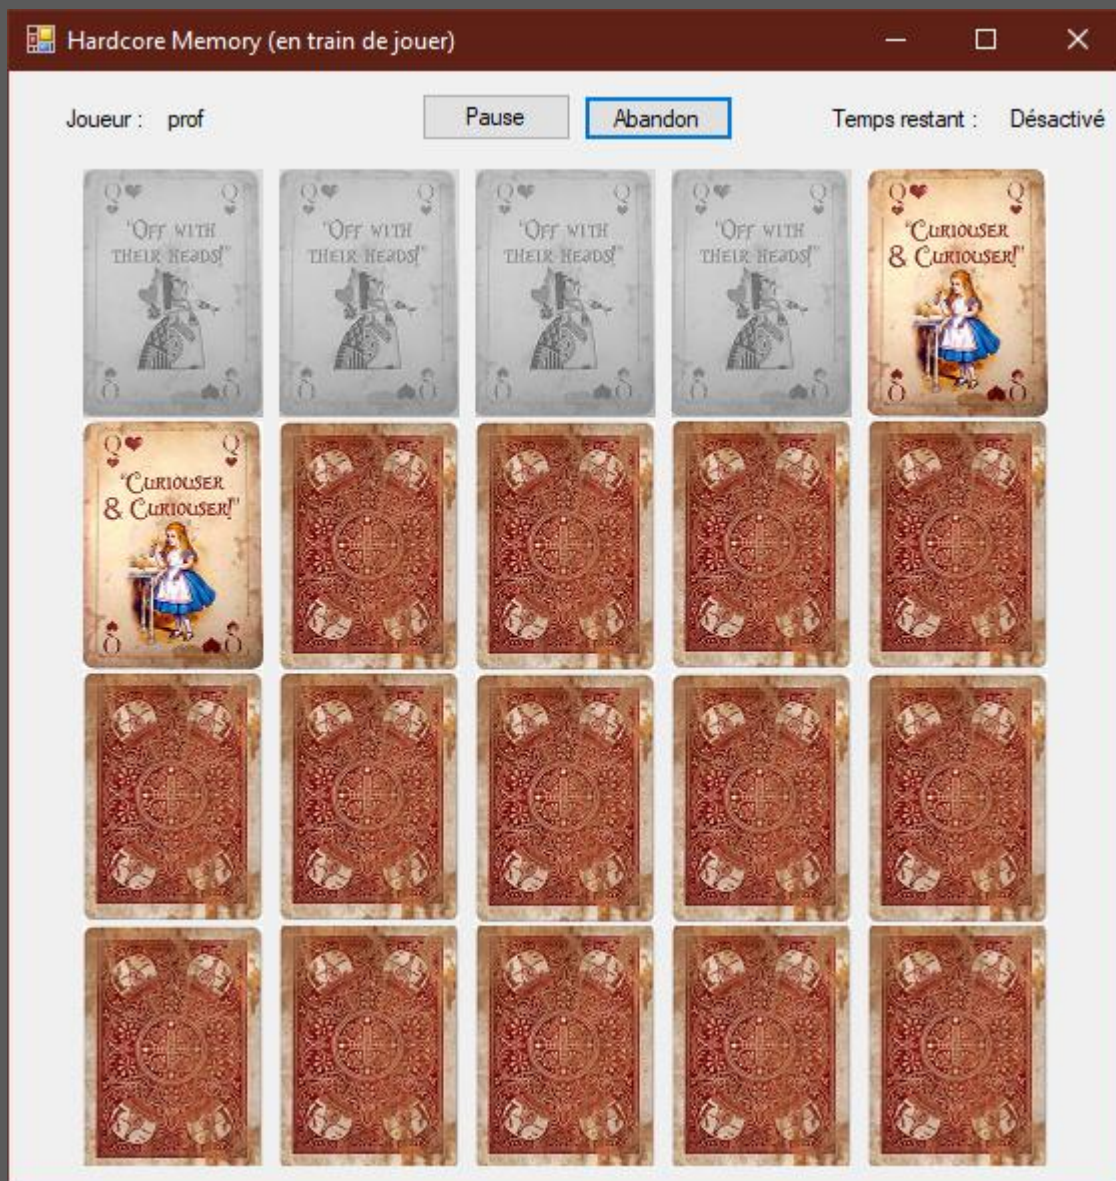 Hardcore Memory (en train de jouer)
Joueur : prof
Pause
Abandon
Temps restant : Désactivé
Q Q
"OFF WITH
THEIR HEADS!"
Q Q
Q Q
"OFF WITH
THEIR HEADS!"
Q Q
Q Q
"OFF WITH
THEIR HEADS!"
Q Q
Q Q
"OFF WITH
THEIR HEADS!"
Q Q
Q Q
"CURIOUSER
& CURIOUSER!"
Q Q
Q Q
"CURIOUSER
& CURIOUSER!"
Q Q